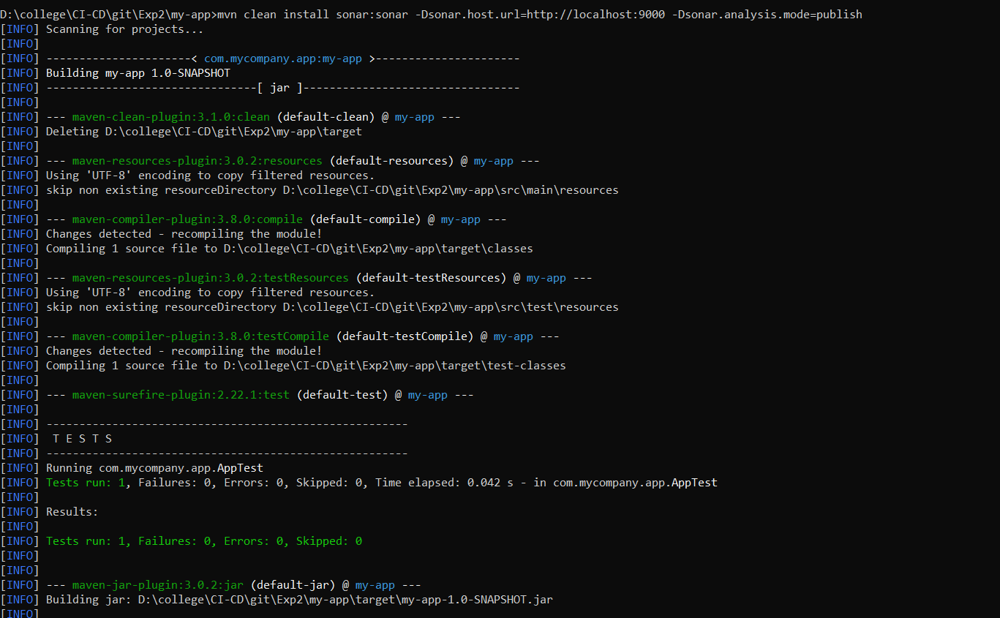 D:\college\CI-CD\git\Exp2\my-app>mvn clean install sonar:sonar -Dsonar.host.url=http://localhost:9000 -Dsonar.analysis.mode=publish
[INFO] Scanning for projects...
[INFO]
[INFO] ----------------------< com.mycompany.app:my-app >----------------------
[INFO] Building my-app 1.0-SNAPSHOT
[INFO] --------------------------------[ jar ]---------------------------------
[INFO]
[INFO] --- maven-clean-plugin:3.1.0:clean (default-clean) @ my-app ---
[INFO] Deleting D:\college\CI-CD\git\Exp2\my-app\target
[INFO]
[INFO] --- maven-resources-plugin:3.0.2:resources (default-resources) @ my-app ---
[INFO] Using 'UTF-8' encoding to copy filtered resources.
[INFO] skip non existing resourceDirectory D:\college\CI-CD\git\Exp2\my-app\src\main\resources
[INFO]
[INFO] --- maven-compiler-plugin:3.8.0:compile (default-compile) @ my-app ---
[INFO] Changes detected - recompiling the module!
[INFO] Compiling 1 source file to D:\college\CI-CD\git\Exp2\my-app\target\classes
[INFO]
[INFO] --- maven-resources-plugin:3.0.2:testResources (default-testResources) @ my-app ---
[INFO] Using 'UTF-8' encoding to copy filtered resources.
[INFO] skip non existing resourceDirectory D:\college\CI-CD\git\Exp2\my-app\src\test\resources
[INFO]
[INFO] --- maven-compiler-plugin:3.8.0:testCompile (default-testCompile) @ my-app ---
[INFO] Changes detected - recompiling the module!
[INFO] Compiling 1 source file to D:\college\CI-CD\git\Exp2\my-app\target\test-classes
[INFO]
[INFO] --- maven-surefire-plugin:2.22.1:test (default-test) @ my-app ---
[INFO]
[INFO] -------------------------------------------------------
[INFO]  T E S T S
[INFO] -------------------------------------------------------
[INFO] Running com.mycompany.app.AppTest
[INFO] Tests run: 1, Failures: 0, Errors: 0, Skipped: 0, Time elapsed: 0.042 s - in com.mycompany.app.AppTest
[INFO]
[INFO] Results:
[INFO]
[INFO] Tests run: 1, Failures: 0, Errors: 0, Skipped: 0
[INFO]
[INFO]
[INFO] --- maven-jar-plugin:3.0.2:jar (default-jar) @ my-app ---
[INFO] Building jar: D:\college\CI-CD\git\Exp2\my-app\target\my-app-1.0-SNAPSHOT.jar
[INFO]